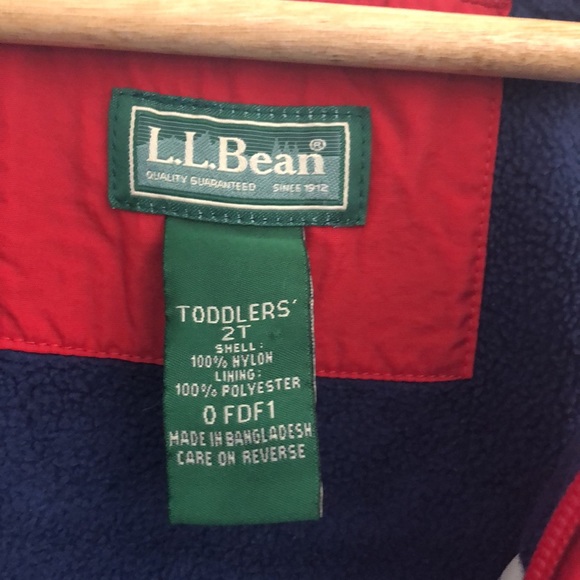 L.L.Bean®
QUALITY GUARANTEED SINCE 1912
TODDLERS'
2T
SHELL:
100% NYLON
LINING:
100% POLYESTER
0 FDF1
MADE IN BANGLADESH
CARE ON REVERSE